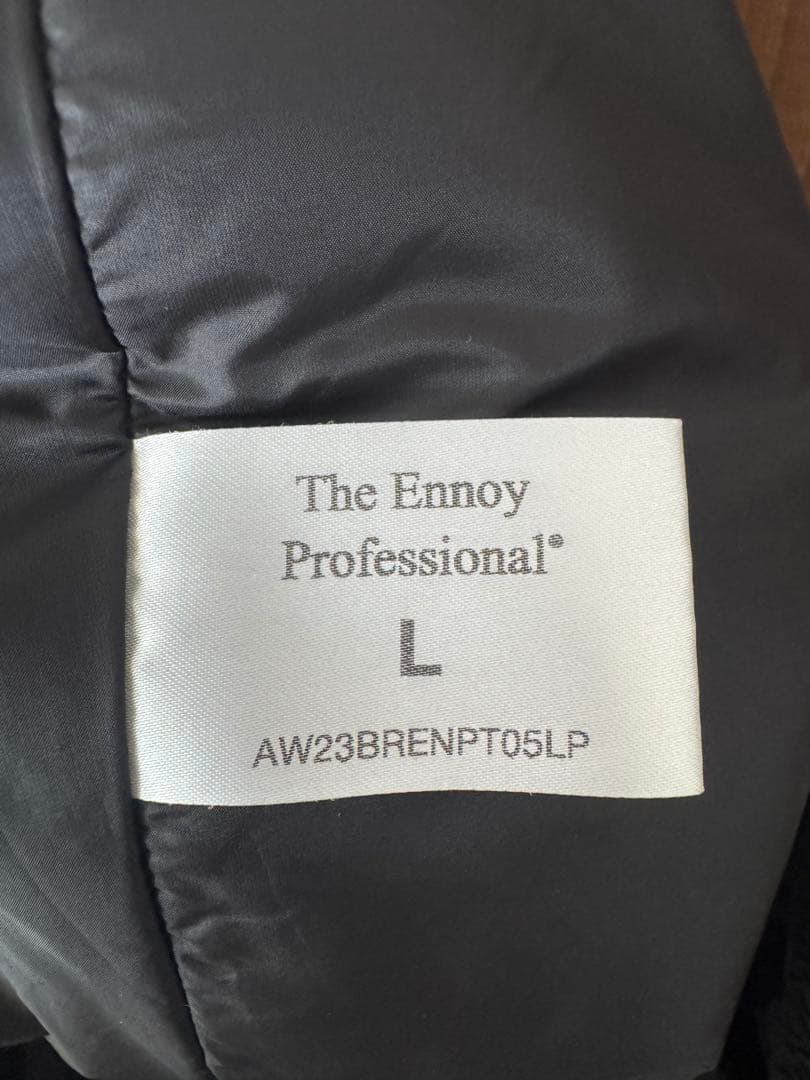 The Ennoy
Professional®
L
AW23BRENPT05LP